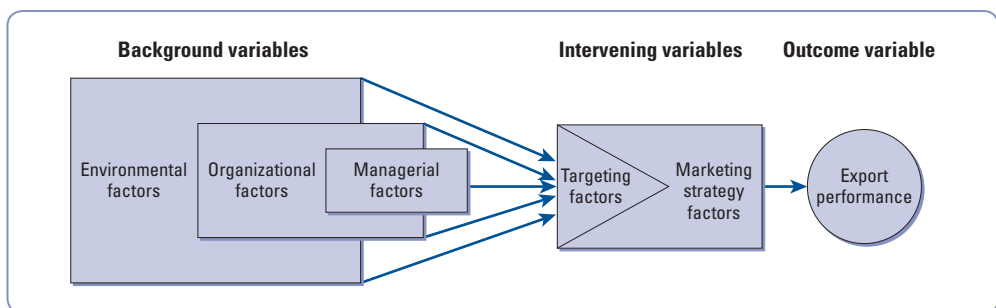 Background variables
Intervening variables
Outcome variable
Environmental
factors
Organizational
factors
Managerial
factors
Targeting
factors
Marketing
strategy
factors
Export
performance